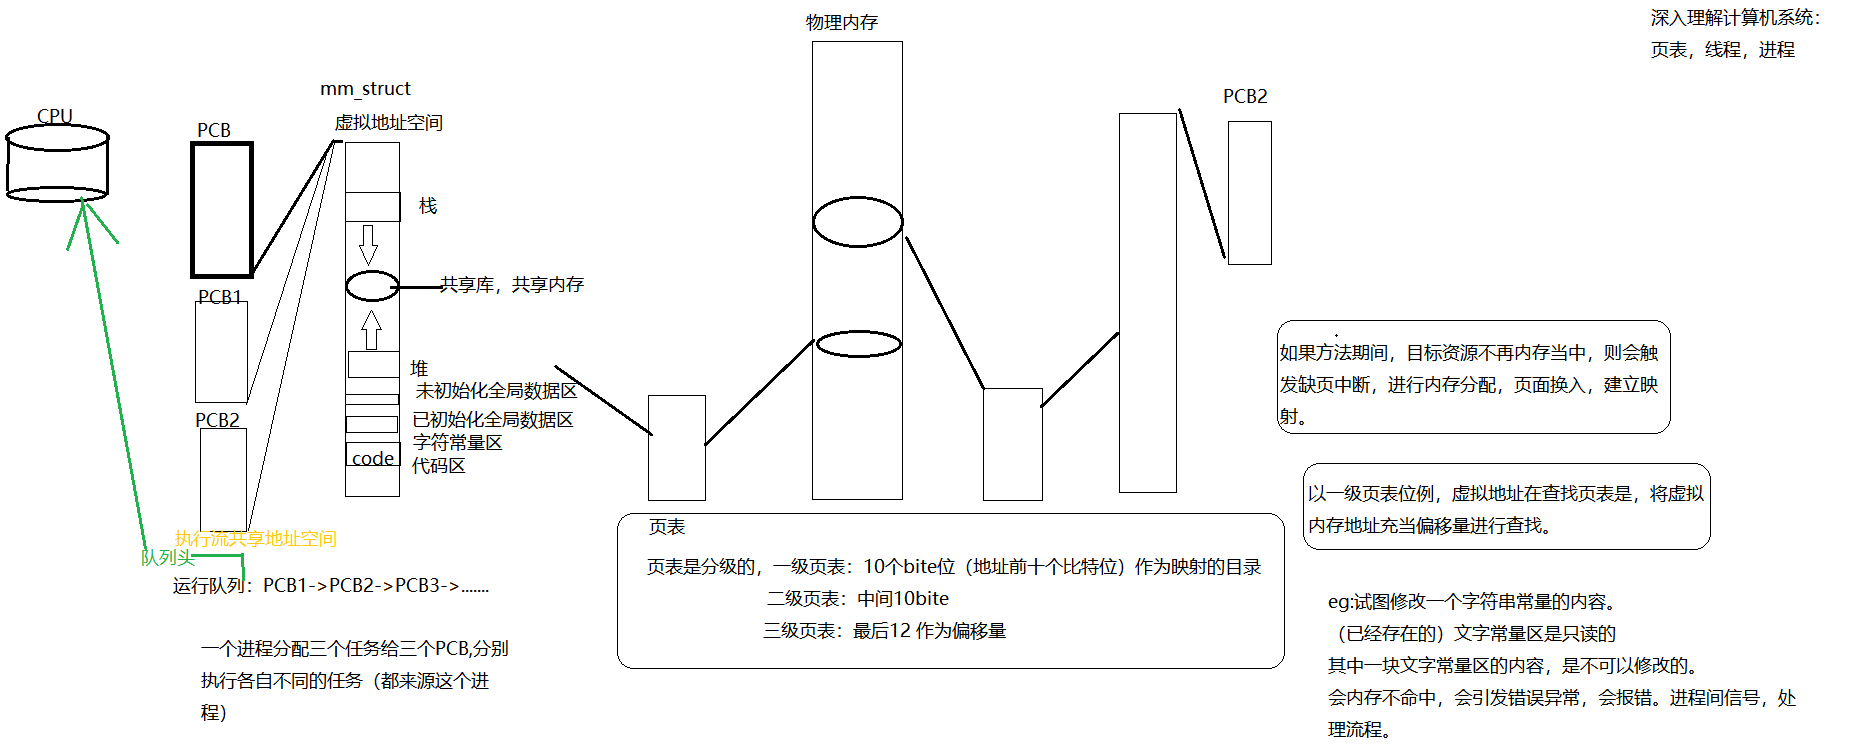 物理内存
深入理解计算机系统：
页表，线程，进程
mm_struct
虚拟地址空间
CPU
PCB
PCB2
栈
共享库，共享内存
PCB1
堆
未初始化全局数据区
已初始化全局数据区
字符常量区
代码区
code
PCB2
执行流共享地址空间
队列头
运行队列：PCB1->PCB2->PCB3->.......
一个进程分配三个任务给三个PCB,分别
执行各自不同的任务（都来源这个进
程）
页表
页表是分级的，一级页表：10个bite位（地址前十个比特位）作为映射的目录
二级页表：中间10bite
三级页表：最后12 作为偏移量
如果方法期间，目标资源不再内存当中，则会触
发缺页中断，进行内存分配，页面换入，建立映
射。
以一级页表位例，虚拟地址在查找页表是，将虚拟
内存地址充当偏移量进行查找。
eg:试图修改一个字符串常量的内容。
（已经存在的）文字常量区是只读的
其中一块文字常量区的内容，是不可以修改的。
会内存不命中，会引发错误异常，会报错。进程间信号，处
理流程。